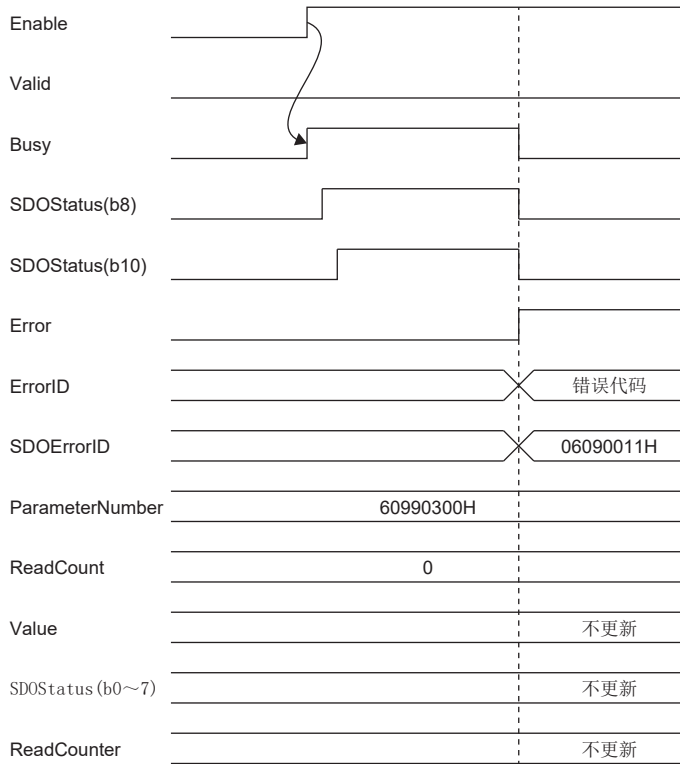 Enable
Valid
Busy
SDOStatus(b8)
SDOStatus(b10)
Error
ErrorID 错误代码
SDOErrorID 06090011H
ParameterNumber 60990300H
ReadCount 0
Value 不更新
SDOStatus(b0～7) 不更新
ReadCounter 不更新